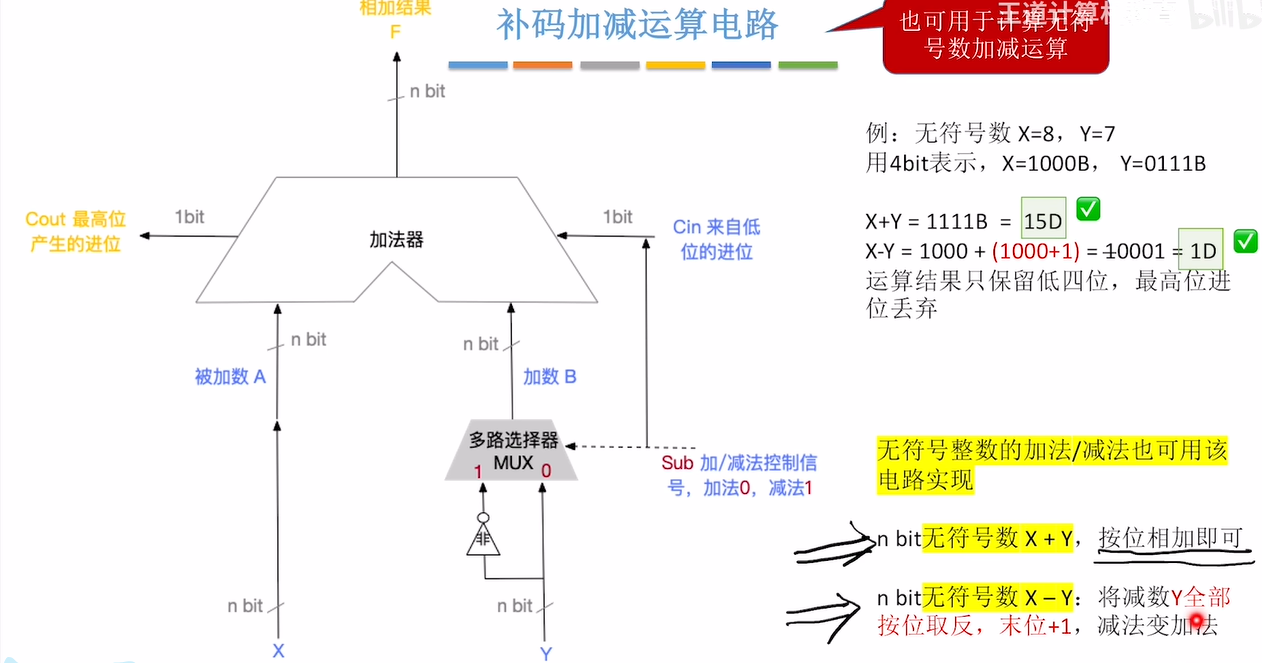 相加结果
F
补码加减运算电路
也可用于计算无符
号数加减运算
n bit
例：无符号数 X=8，Y=7
用4bit表示，X=1000B， Y=0111B
Cout 最高位
产生的进位
1bit
加法器
1bit
Cin 来自低
位的进位
X+Y = 1111B = 15D
X-Y = 1000 + (1000+1) = 10001 = 1D
运算结果只保留低四位，最高位进
位丢弃
n bit
n bit
被加数 A
加数 B
多路选择器
MUX
1
0
Sub 加/减法控制信
号，加法0，减法1
无符号整数的加法/减法也可用该
电路实现
非
n bit无符号数 X + Y，按位相加即可
n bit
n bit
n bit无符号数 X – Y：将减数Y全部
按位取反，末位+1，减法变加法
X
Y